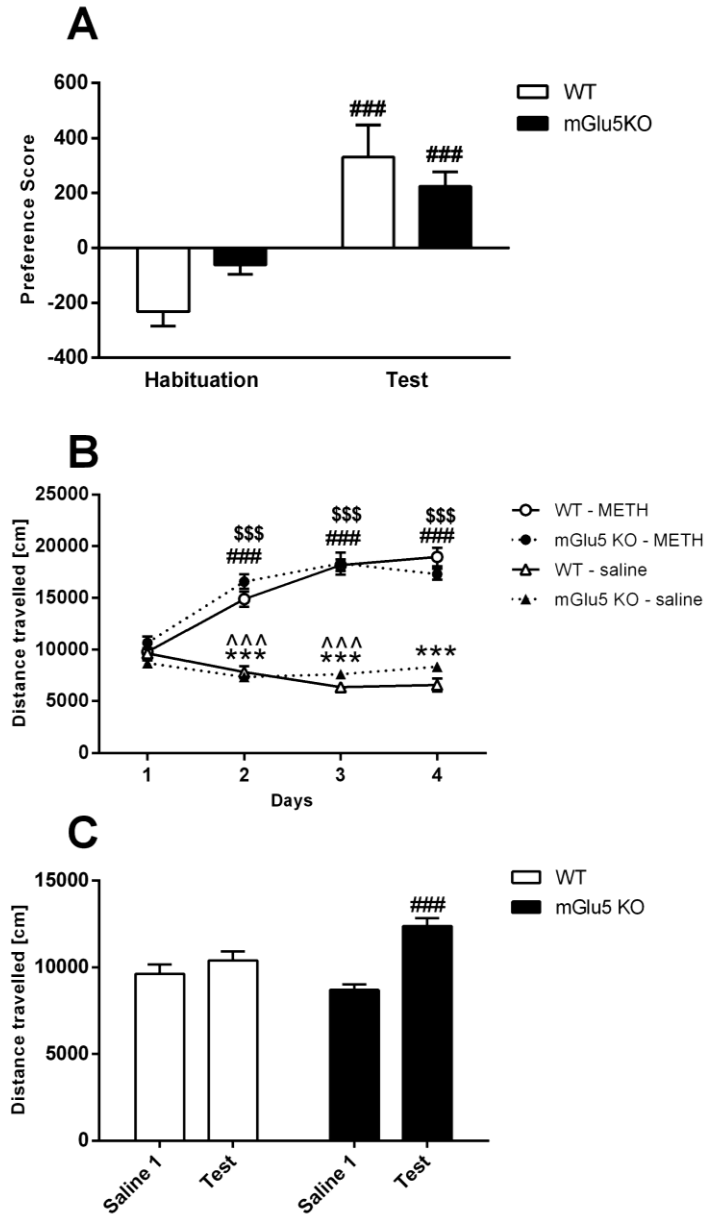 A
600
400
200
0
-200
-400
Preference Score
###
###
WT
mGlu5KO
Habituation Test
B
25000
20000
15000
10000
5000
0
Distance travelled [cm]
$$$ $$$ $$$
### ### ###
^^^ ^^^
*** *** ***
WT - METH
mGlu5 KO - METH
WT - saline
mGlu5 KO - saline
1 2 3 4
Days
C
15000
10000
5000
0
Distance travelled [cm]
###
WT
mGlu5 KO
Saline 1 Test Saline 1 Test